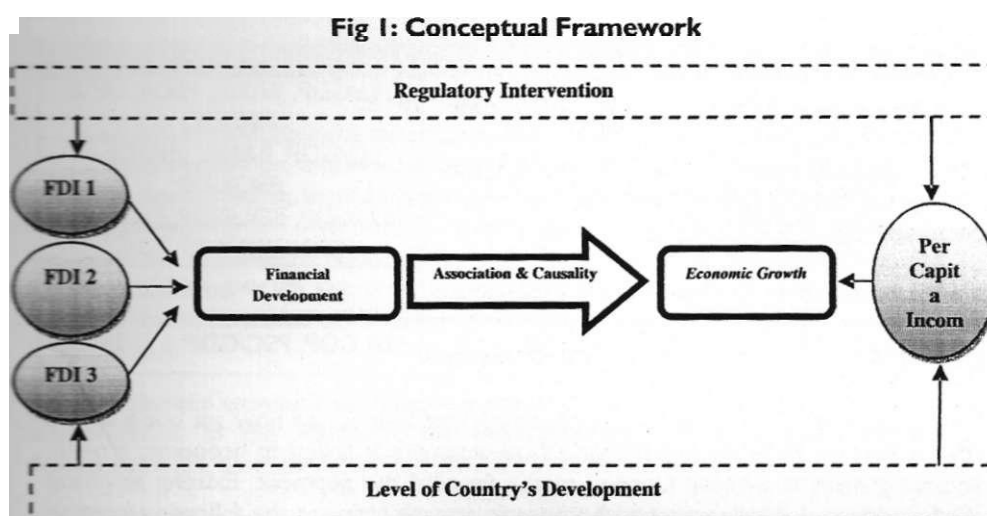 Fig 1: Conceptual Framework
Regulatory Intervention
FDI 1
FDI 2
FDI 3
Financial
Development
Association & Causality
Economic Growth
Per
Capit
a
Incom
Level of Country's Development